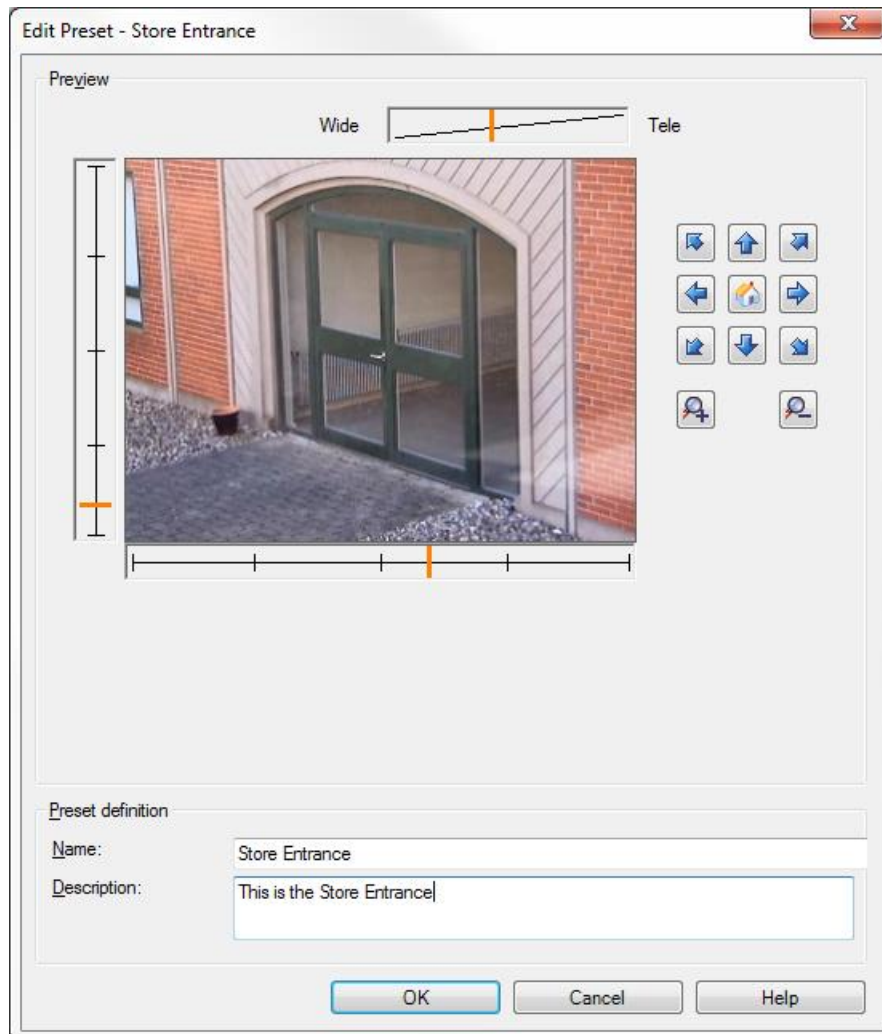 Edit Preset - Store Entrance
Preview
Wide
Tele
Preset definition
Name:
Store Entrance
Description:
This is the Store Entrance
OK
Cancel
Help